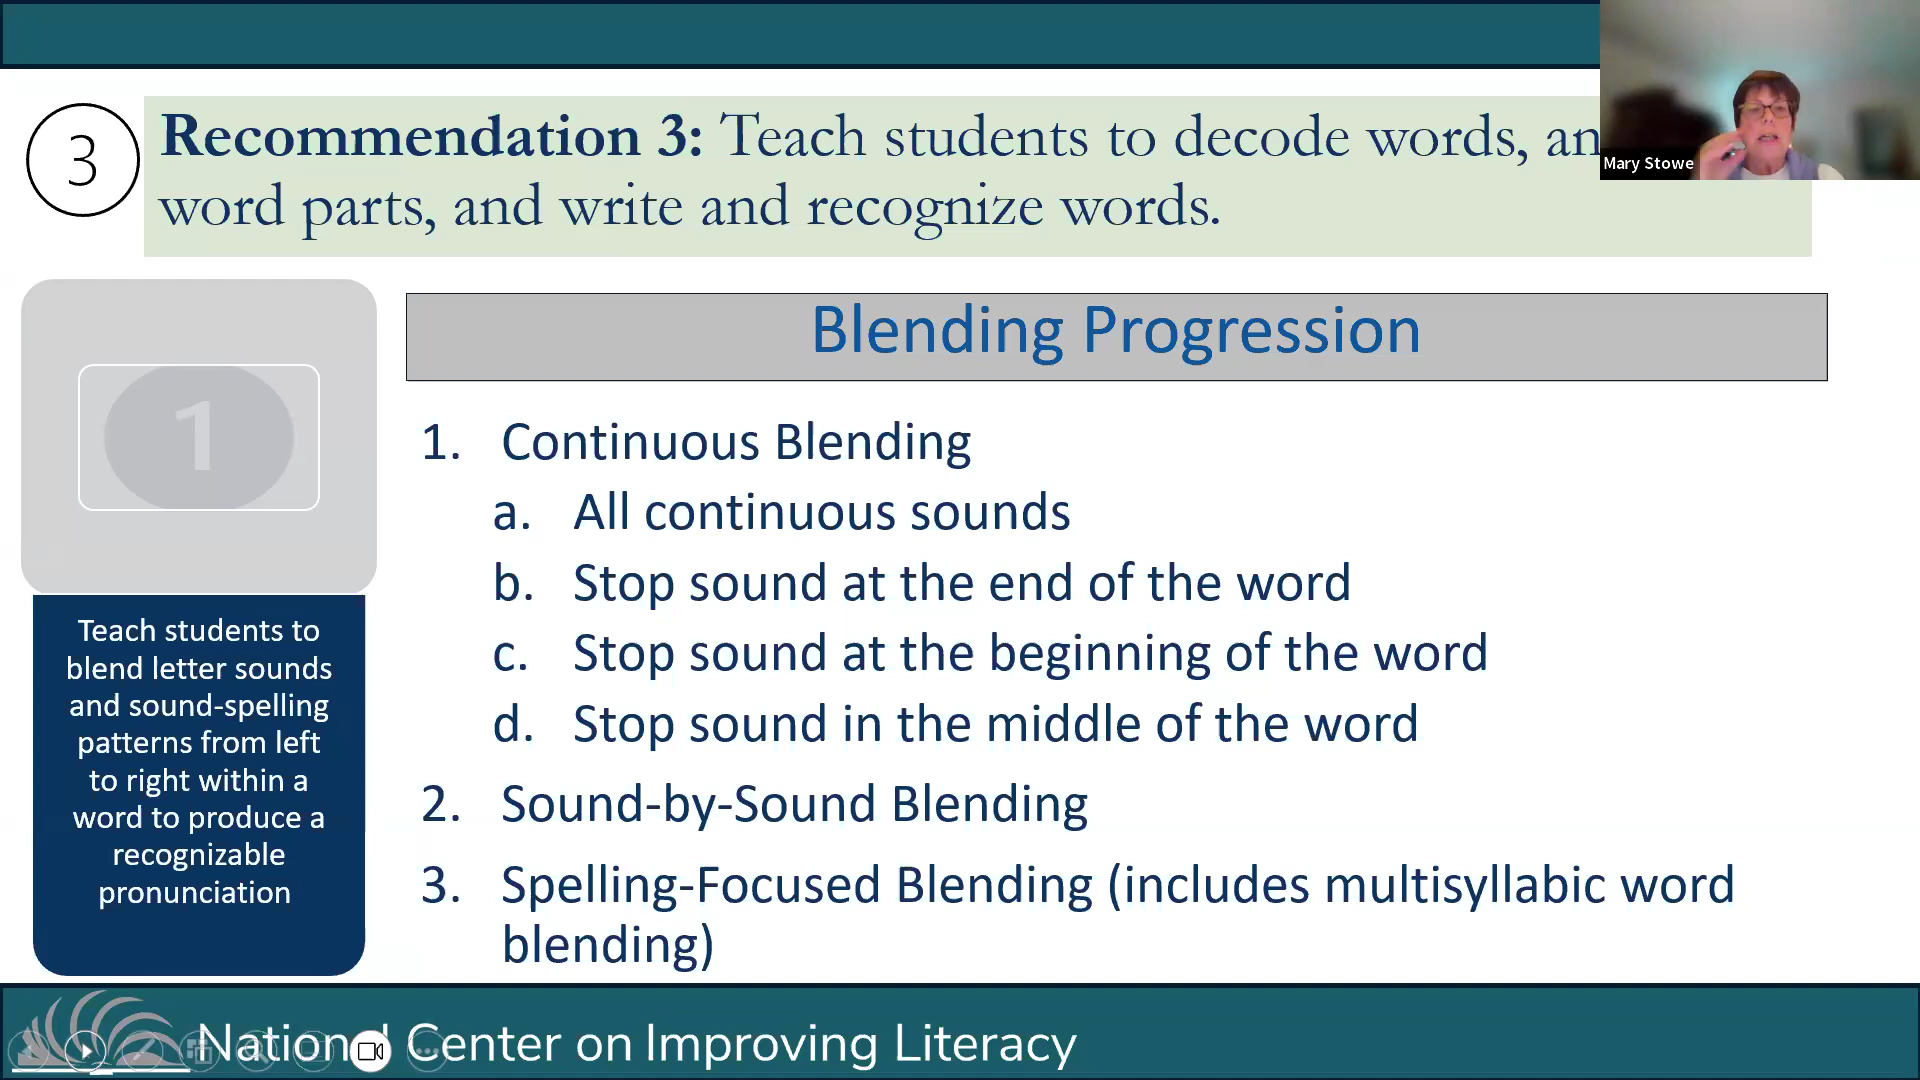 3
Recommendation 3: Teach students to decode words, an
word parts, and write and recognize words.
Mary Stowe
Blending Progression
1
1. Continuous Blending
a. All continuous sounds
b. Stop sound at the end of the word
c. Stop sound at the beginning of the word
d. Stop sound in the middle of the word
2. Sound-by-Sound Blending
3. Spelling-Focused Blending (includes multisyllabic word
blending)
Teach students to
blend letter sounds
and sound-spelling
patterns from left
to right within a
word to produce a
recognizable
pronunciation
National Center on Improving Literacy